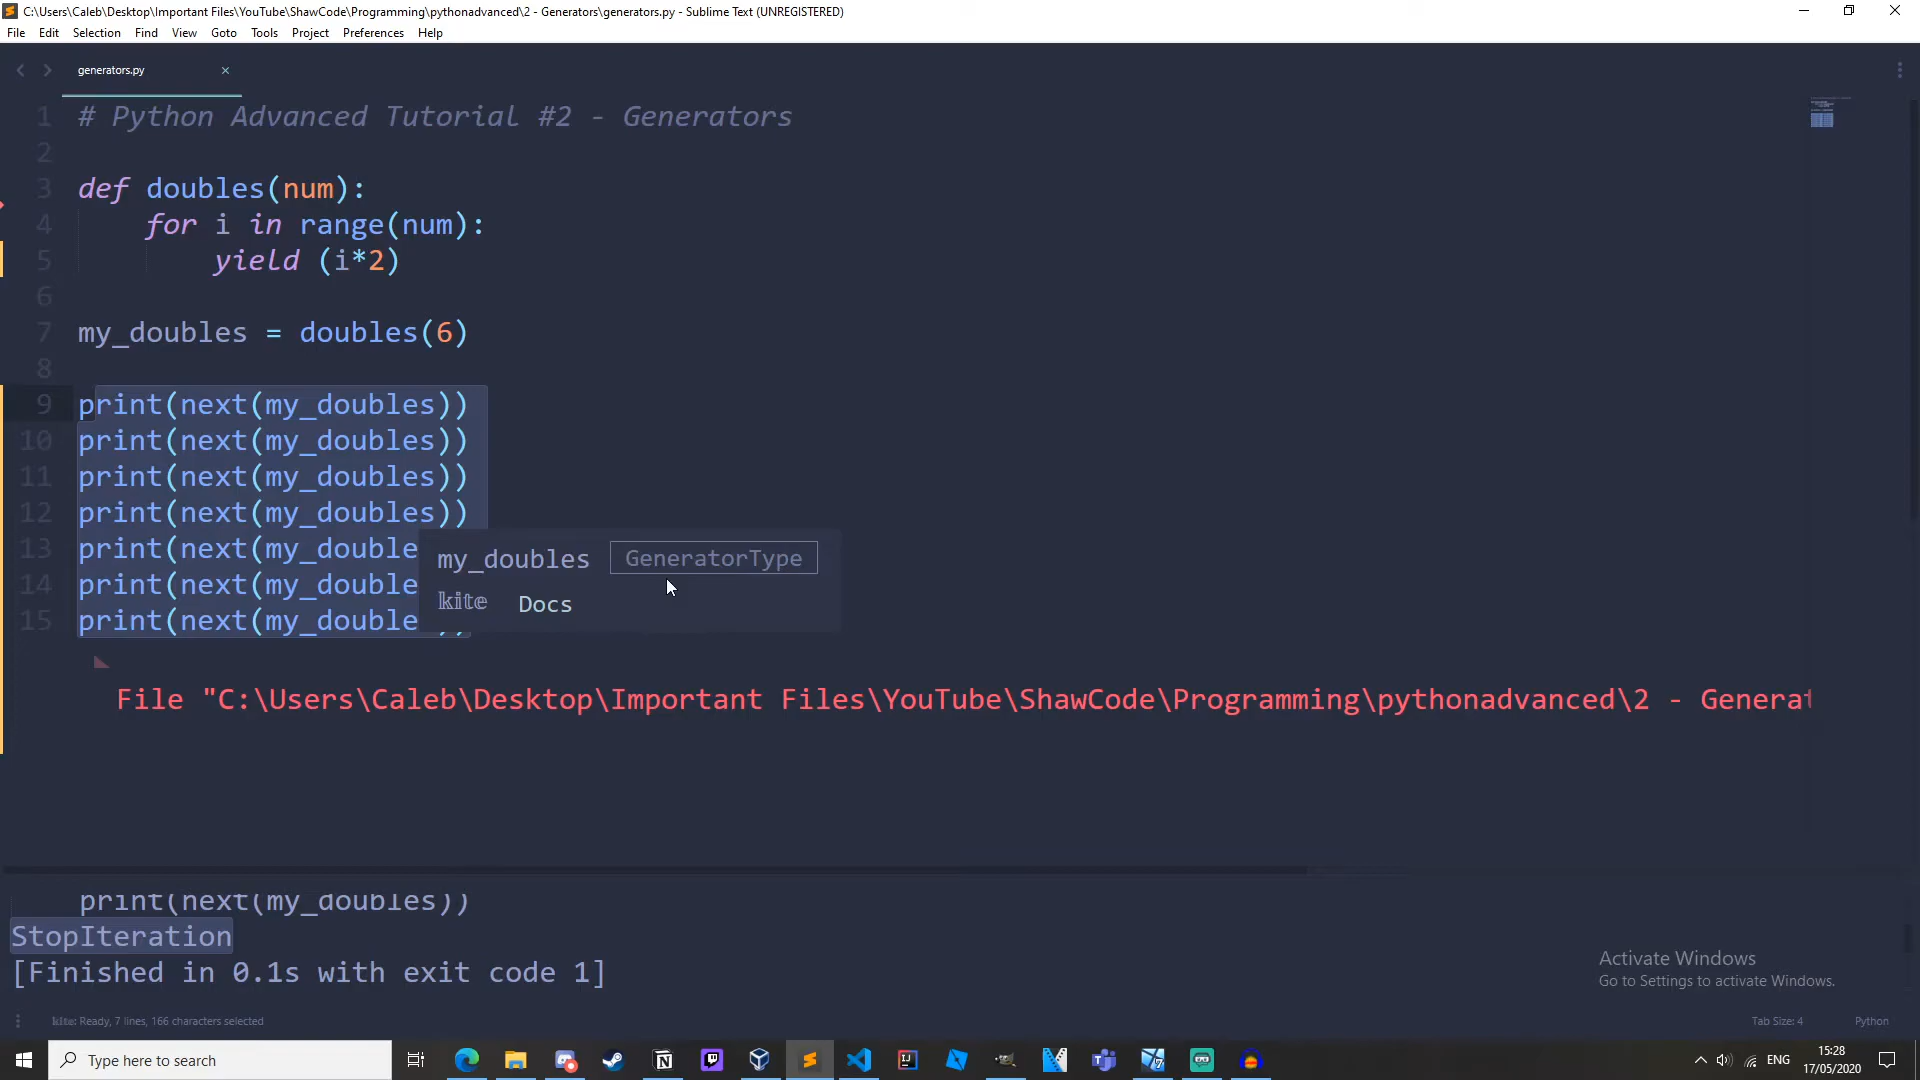 C:\Users\Caleb\Desktop\Important Files\YouTube\ShawCode\Programming\pythonadvanced\2 - Generators\generators.py - Sublime Text (UNREGISTERED)
File Edit Selection Find View Goto Tools Project Preferences Help
generators.py
1 # Python Advanced Tutorial #2 - Generators
2
3 def doubles(num):
4 for i in range(num):
5 yield (i*2)
6
7 my_doubles = doubles(6)
8
9 print(next(my_doubles))
10 print(next(my_doubles))
11 print(next(my_doubles))
12 print(next(my_doubles))
13 print(next(my_double
14 print(next(my_double
15 print(next(my_double
my_doubles GeneratorType
kite Docs
File "C:\Users\Caleb\Desktop\Important Files\YouTube\ShawCode\Programming\pythonadvanced\2 - Generat
print(next(my_doubles))
StopIteration
[Finished in 0.1s with exit code 1]
Activate Windows
Go to Settings to activate Windows.
kite: Ready, 7 lines, 166 characters selected
Tab Size: 4 Python
Type here to search
ENG
15:28
17/05/2020